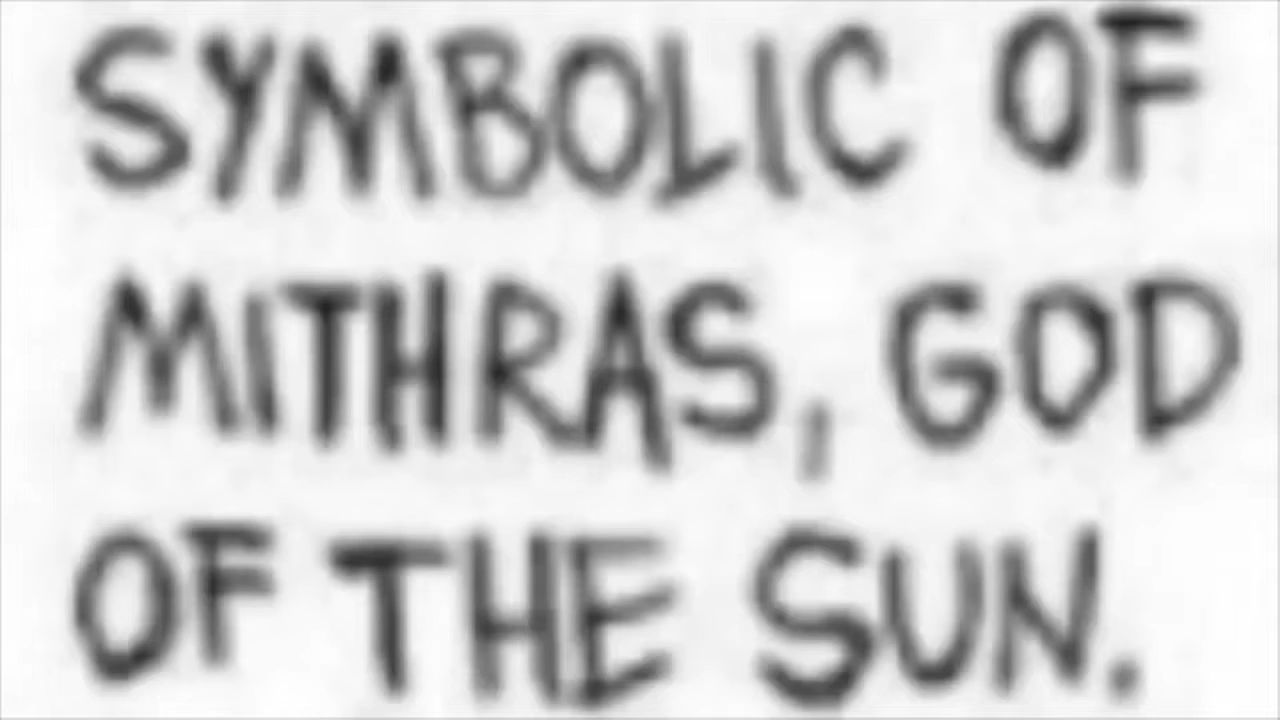 SYMBOLIC OF
MITHRAS, GOD
OF THE SUN.